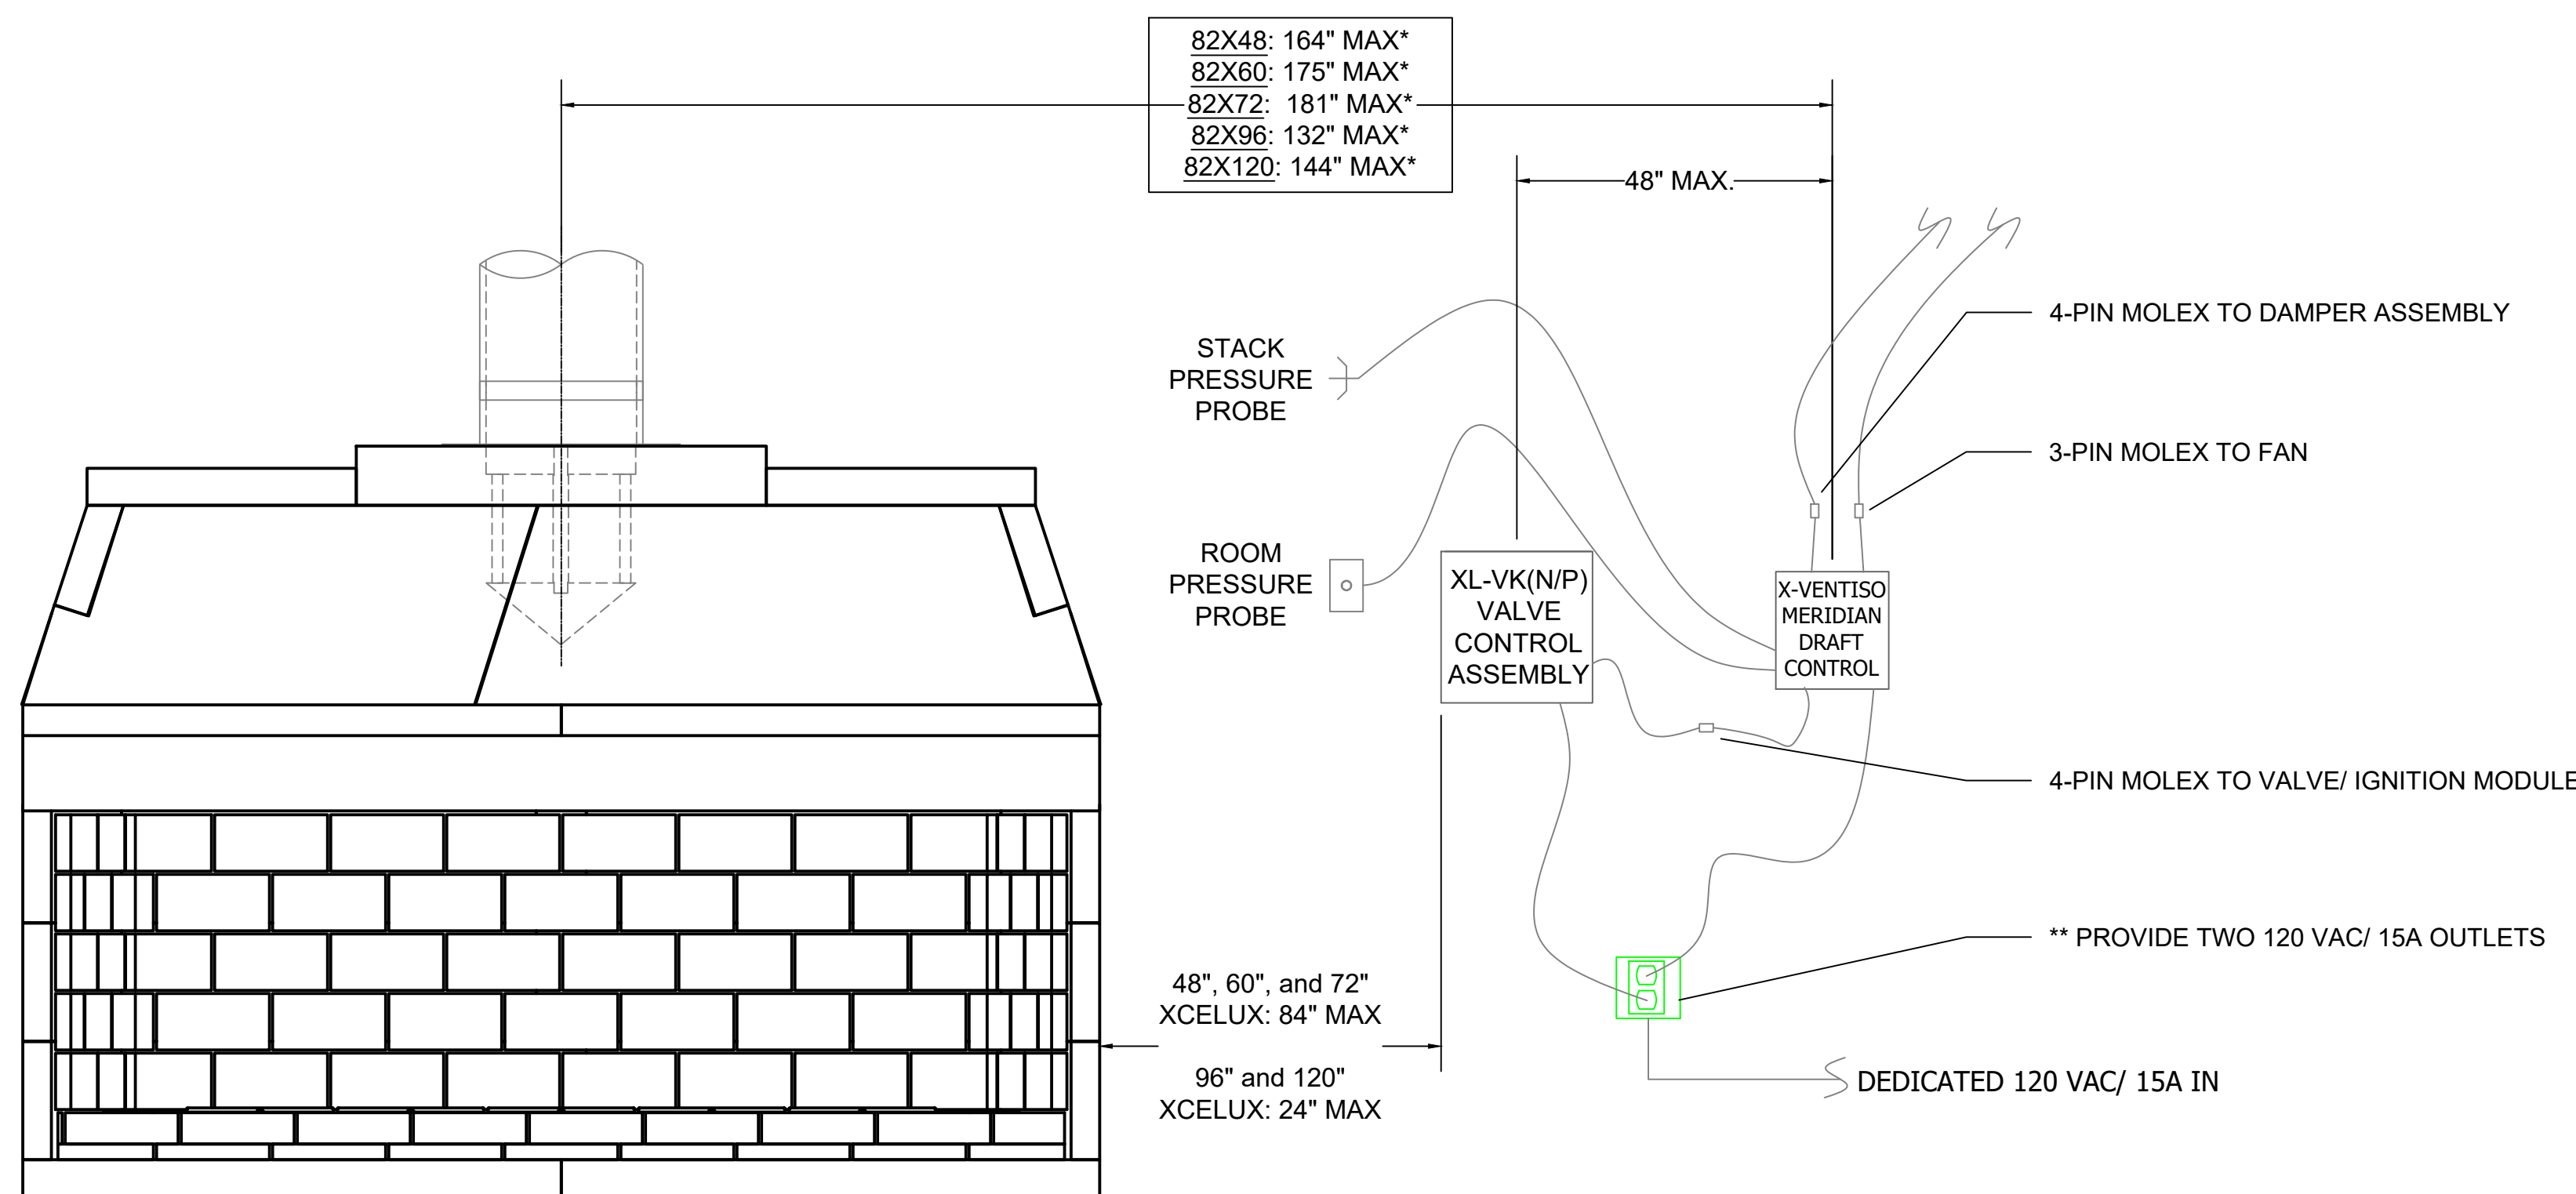 82X48: 164" MAX*
82X60: 175" MAX*
82X72: 181" MAX*
82X96: 132" MAX*
82X120: 144" MAX*
48" MAX.
4-PIN MOLEX TO DAMPER ASSEMBLY
STACK
PRESSURE
PROBE
3-PIN MOLEX TO FAN
ROOM
PRESSURE
PROBE
XL-VK(N/P)
VALVE
CONTROL
ASSEMBLY
X-VENTISO
MERIDIAN
DRAFT
CONTROL
4-PIN MOLEX TO VALVE/ IGNITION MODULE
** PROVIDE TWO 120 VAC/ 15A OUTLETS
48", 60", and 72"
XCELUX: 84" MAX
96" and 120"
XCELUX: 24" MAX
DEDICATED 120 VAC/ 15A IN